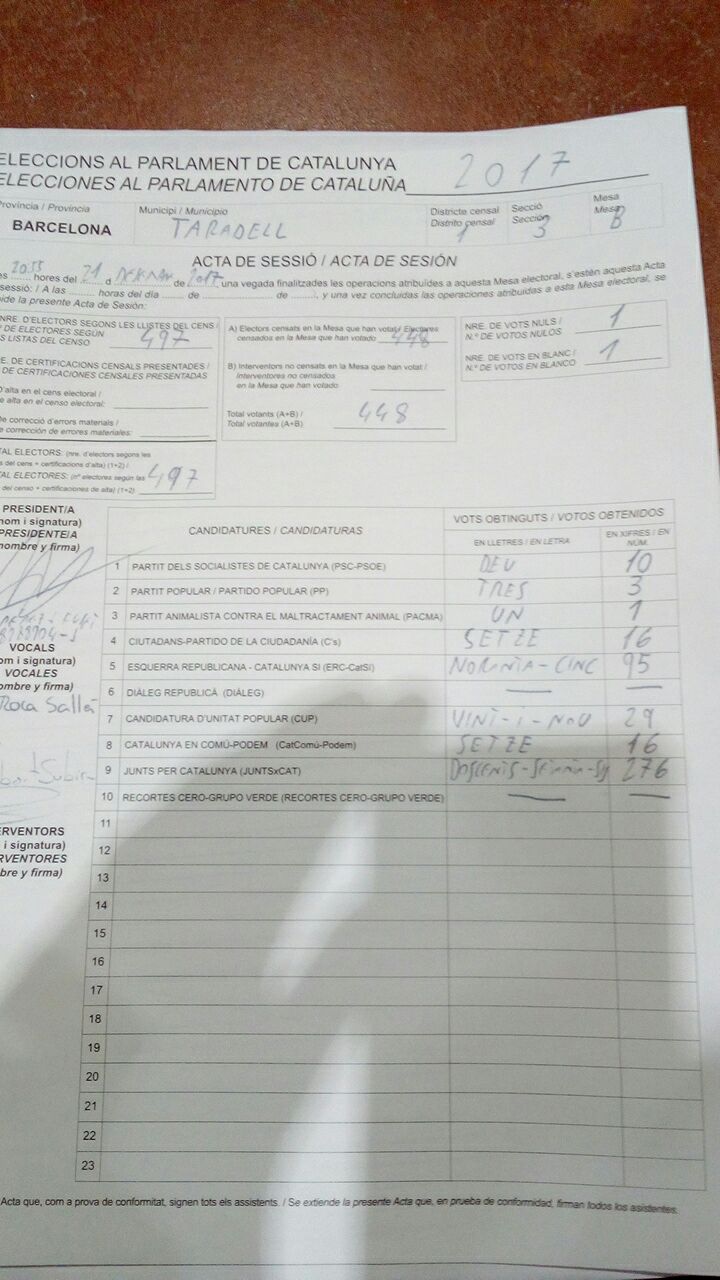 ELECCIONS AL PARLAMENT DE CATALUNYA
ELECCIONES AL PARLAMENTO DE CATALUÑA 2017
Província / Provincia
BARCELONA
Municipi / Municipio
TARADELL
Districte censal
Distrito censal
1
Secció
Sección
3
Mesa
Mesa
B
ACTA DE SESSIÓ / ACTA DE SESIÓN
hores del 21 d de 2017 una vegada finalitzades les operacions atribuïdes a aquesta Mesa electoral, s'estén aquesta Acta
sessió: / A las ......... horas del día ...... de .................. de ........, y una vez concluidas las operaciones atribuidas a esta Mesa electoral, se
ide la presente Acta de Sesión:
NRE. D'ELECTORS SEGONS LES LLISTES DEL CENS /
º DE ELECTORES SEGÚN
S LISTAS DEL CENSO
497
E. DE CERTIFICACIONS CENSALS PRESENTADES /
DE CERTIFICACIONES CENSALES PRESENTADAS
D'alta en el cens electoral /
e alta en el censo electoral:
De correcció d'errors materials /
e corrección de errores materiales:
TAL ELECTORS: (nre. d'electors segons les
s del cens + certificacions d'alta) (1+2) /
TAL ELECTORES: (nº electores según las
del censo + certificaciones de alta) (1+2)
497
A) Electors censats en la Mesa que han votat / Electores
censados en la Mesa que han votado
448
B) Interventors no censats en la Mesa que han votat /
Interventores no censados
en la Mesa que han votado
Total votants (A+B) /
Total votantes (A+B)
448
NRE. DE VOTS NULS /
N.º DE VOTOS NULOS
1
NRE. DE VOTS EN BLANC /
N.º DE VOTOS EN BLANCO
1
PRESIDENT/A
nom i signatura)
PRESIDENTE/A
nombre y firma)
VOCALS
om i signatura)
VOCALES
ombre y firma)
Roca Sallà
Subira
ERVENTORS
i signatura)
RVENTORES
bre y firma)
CANDIDATURES / CANDIDATURAS
VOTS OBTINGUTS / VOTOS OBTENIDOS
EN LLETRES / EN LETRA
EN XIFRES / EN NÚM.
1 PARTIT DELS SOCIALISTES DE CATALUNYA (PSC-PSOE) DEU 10
2 PARTIT POPULAR / PARTIDO POPULAR (PP) TRES 3
3 PARTIT ANIMALISTA CONTRA EL MALTRACTAMENT ANIMAL (PACMA) UN 1
4 CIUTADANS-PARTIDO DE LA CIUDADANÍA (C's) SETZE 16
5 ESQUERRA REPUBLICANA - CATALUNYA SI (ERC-CatSí) NORANTA-CINC 95
6 DIÀLEG REPUBLICÀ (DIÀLEG) — —
7 CANDIDATURA D'UNITAT POPULAR (CUP) VINT-I-NOU 29
8 CATALUNYA EN COMÚ-PODEM (CatComú-Podem) SETZE 16
9 JUNTS PER CATALUNYA (JUNTSxCAT) 276
10 RECORTES CERO-GRUPO VERDE (RECORTES CERO-GRUPO VERDE) — —
11
12
13
14
15
16
17
18
19
20
21
22
23
Acta que, com a prova de conformitat, signen tots els assistents. / Se extiende la presente Acta que, en prueba de conformidad, firman todos los asistentes.